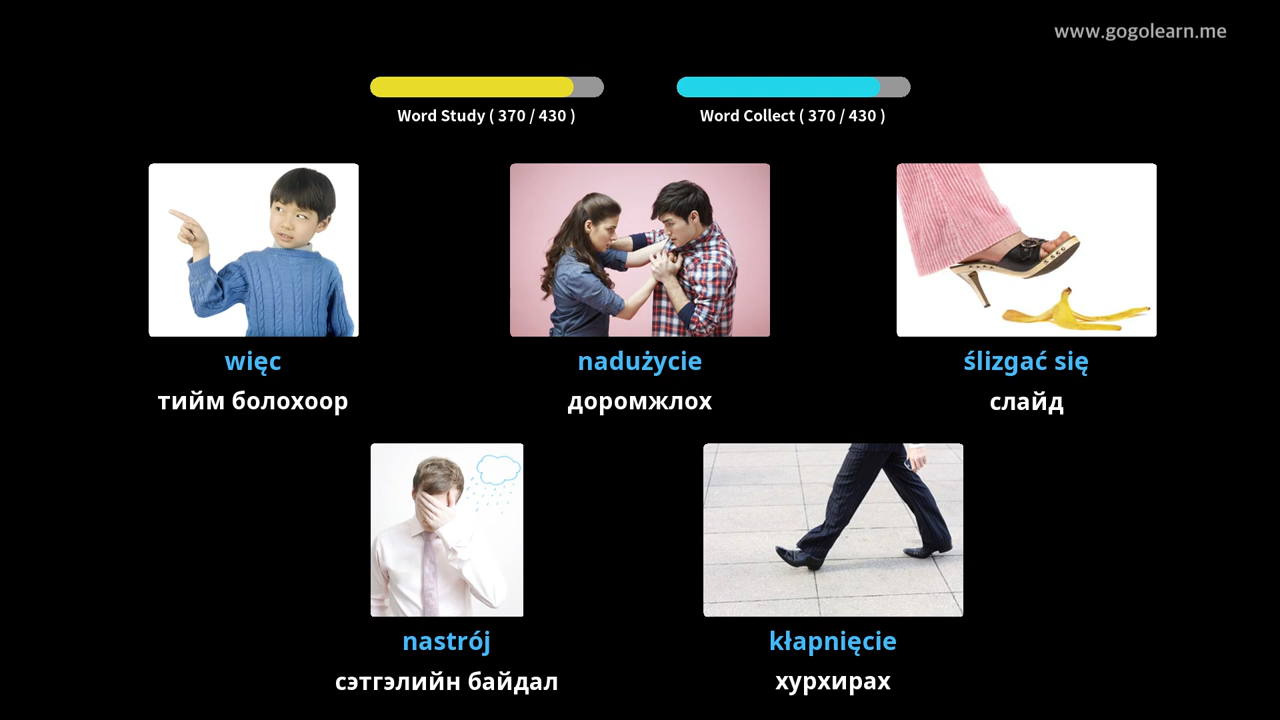 www.gogolearn.me
Word Study ( 370 / 430 )
Word Collect ( 370 / 430 )
więc
nadużycie
ślizgać się
тийм болохоор
доромжлох
слайд
nastrój
kłapnięcie
сэтгэлийн байдал
хурхирах